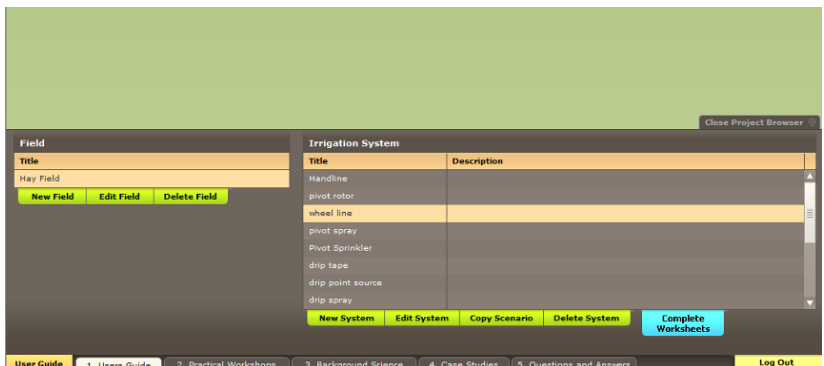 Close Project Browser
Field
Title
Hay Field
New Field Edit Field Delete Field
Irrigation System
Title Description
Handline
pivot rotor
wheel line
pivot spray
Pivot Sprinkler
drip tape
drip point source
drip spray
New System Edit System Copy Scenario Delete System
Complete
Worksheets
User Guide 1. Users Guide 2. Practical Workshops 3. Background Science 4. Case Studies 5. Questions and Answers Log Out